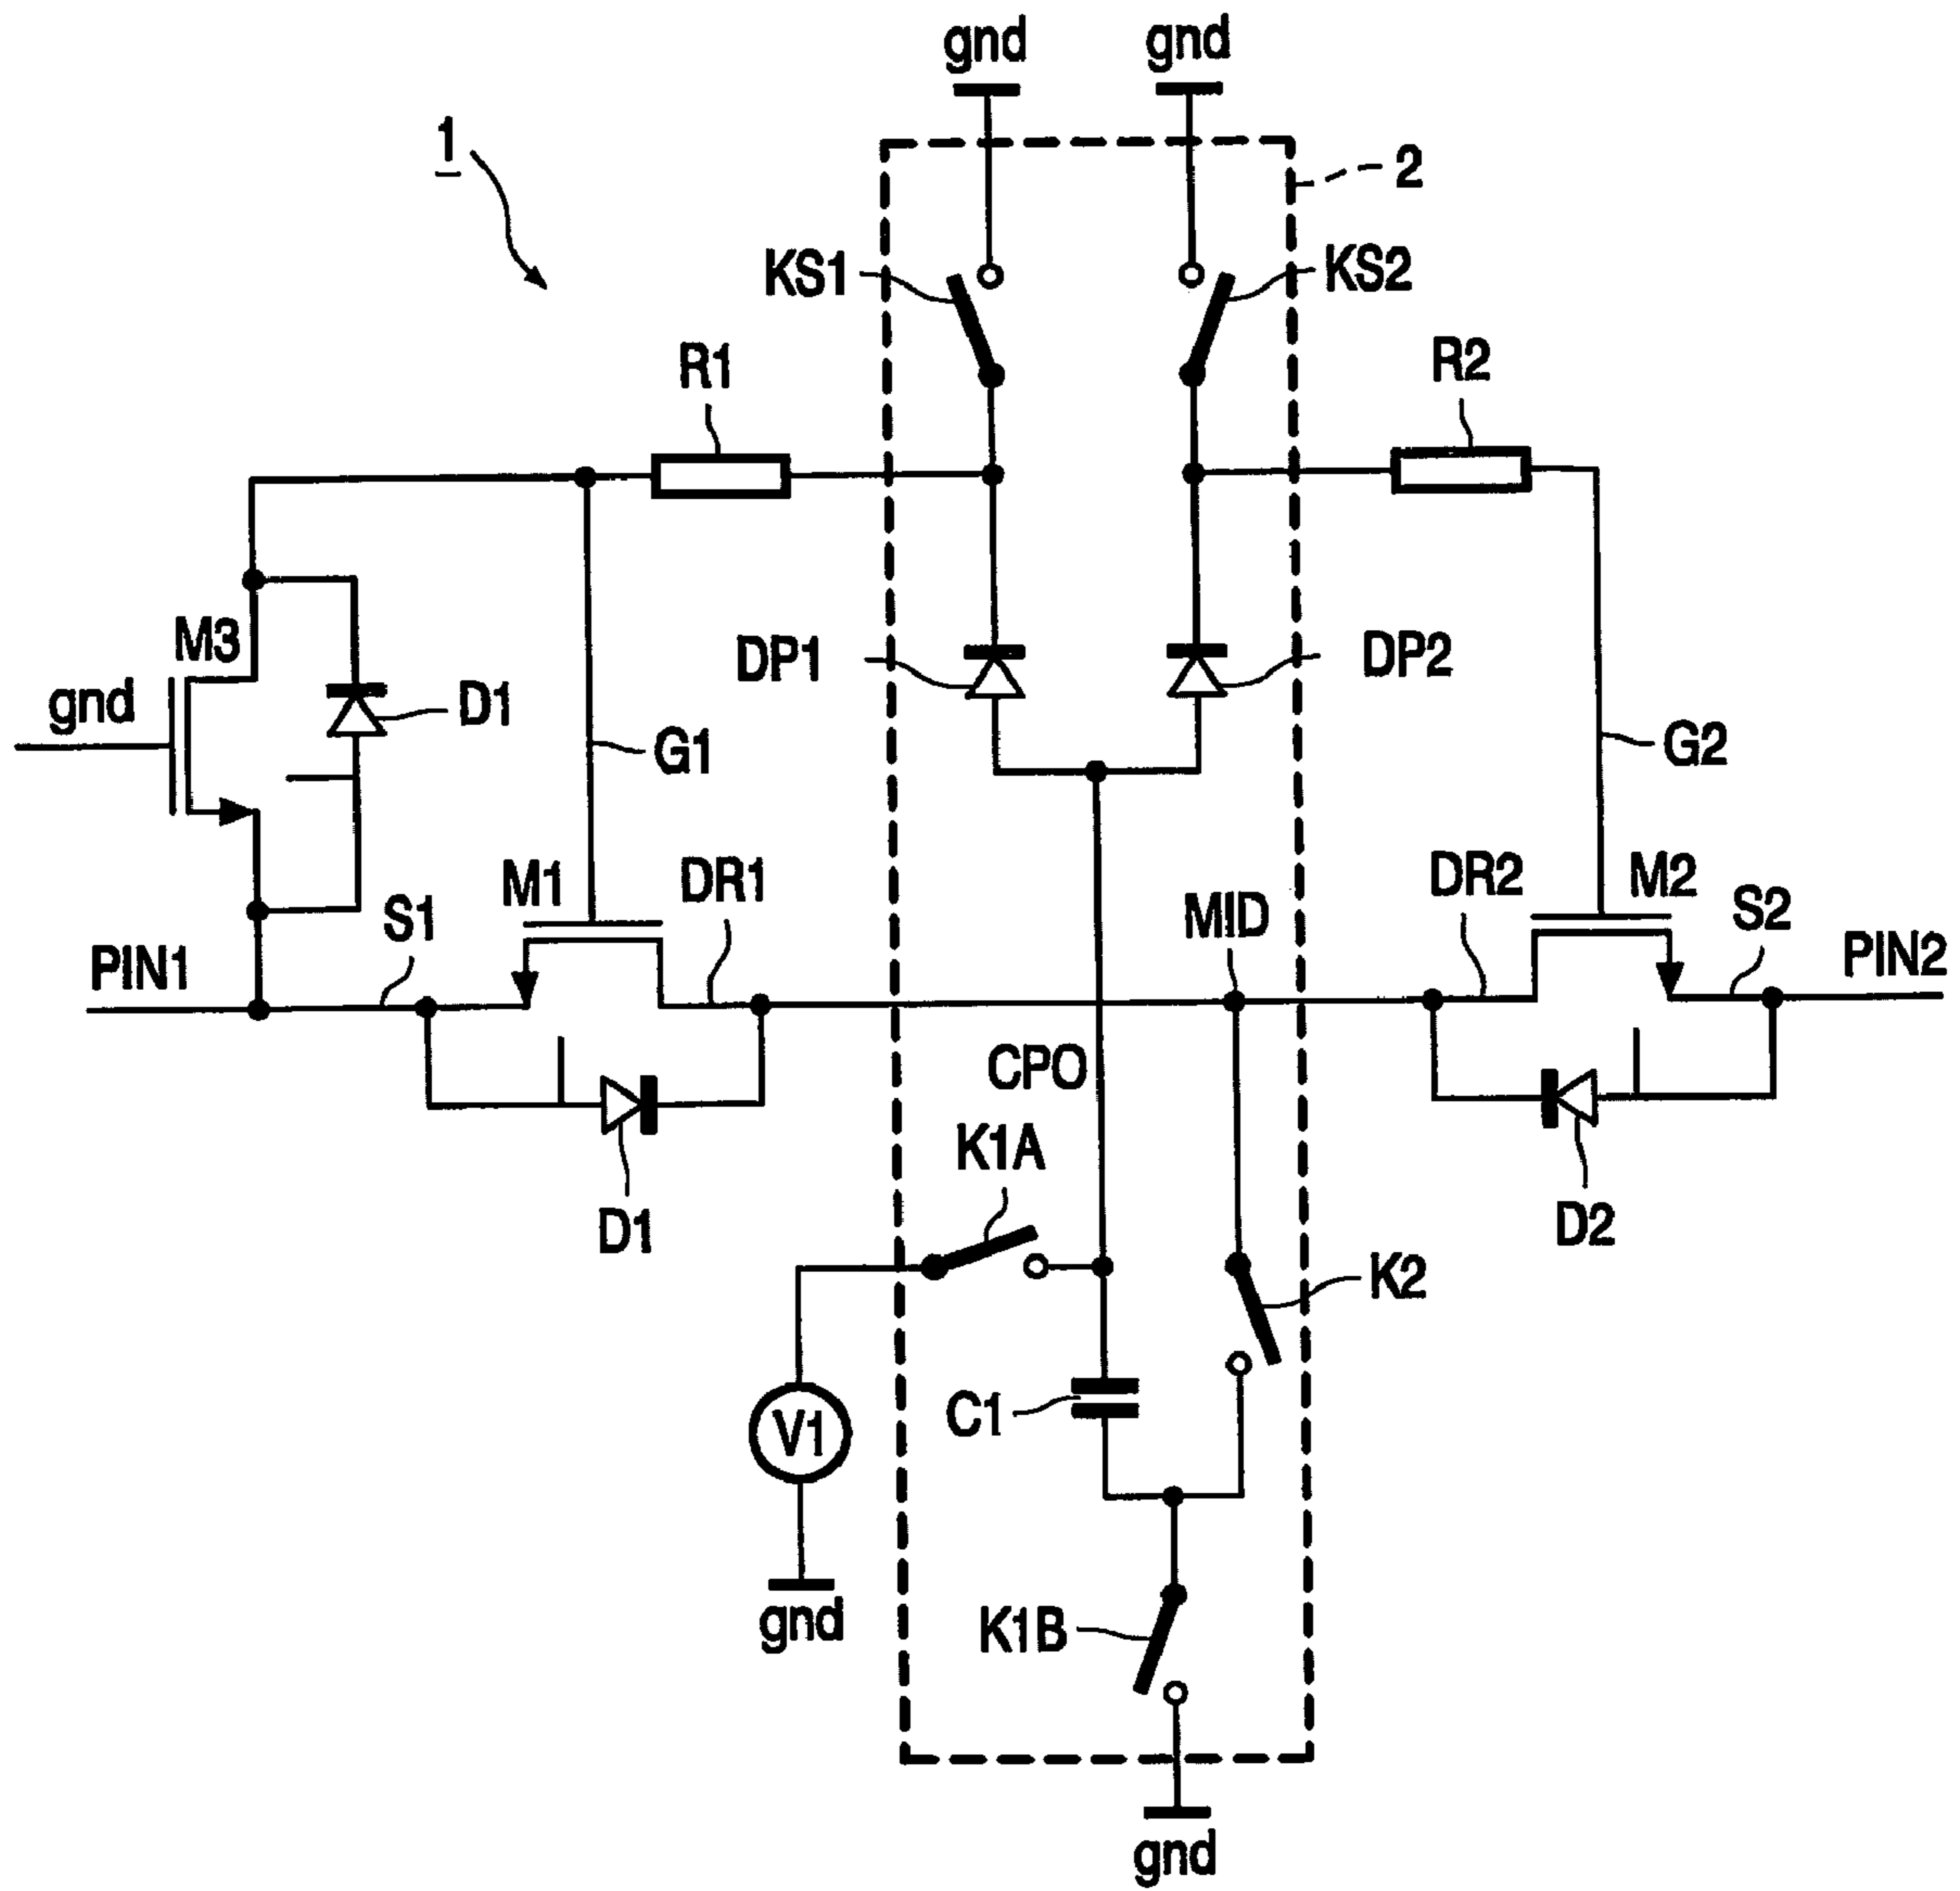 gnd gnd
1
2
KS1 KS2
R1 R2
M3
gnd
D1
DP1 DP2
G1 G2
M1 DR1
S1
PIN1
MID
DR2 M2
S2
PIN2
CPO
K1A
D1
D2
K2
C1
V1
gnd
K1B
gnd